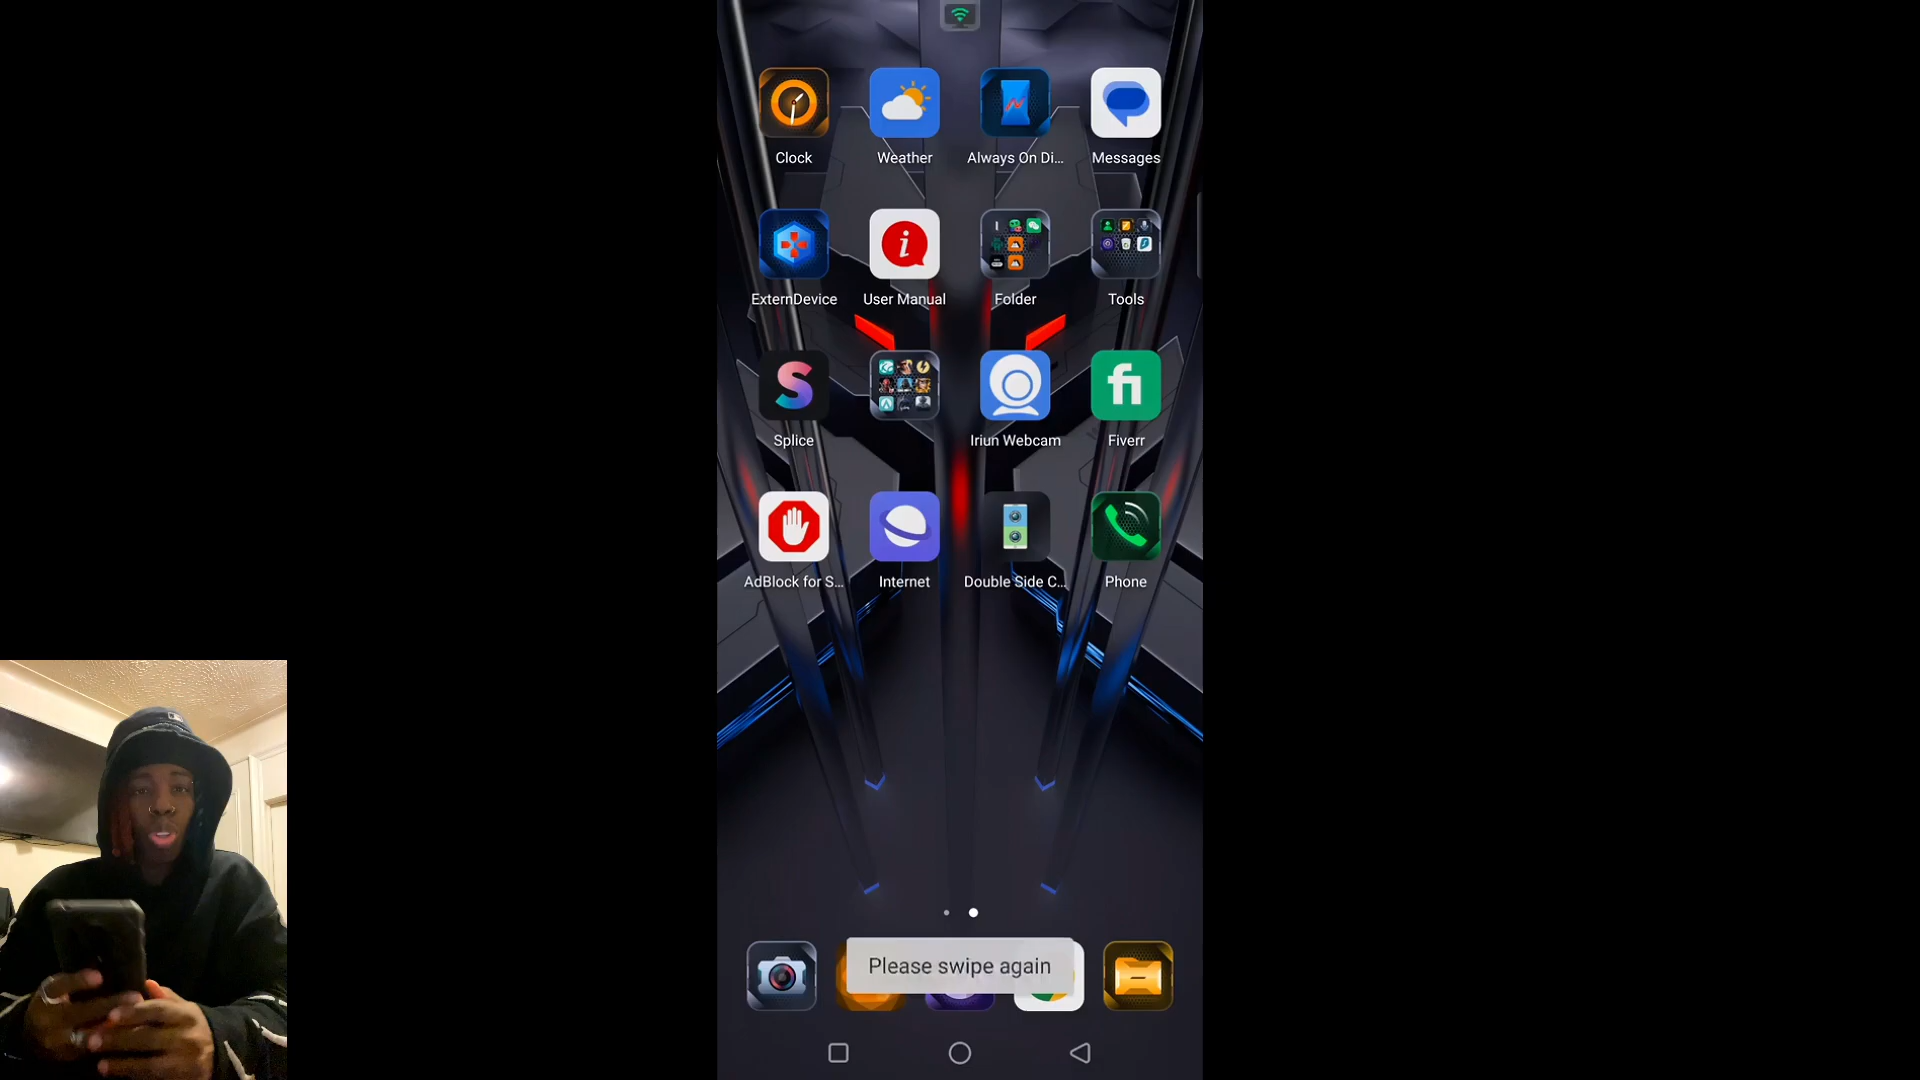 Clock Weather Always On Di... Messages
ExternDevice User Manual Folder Tools
Splice Iriun Webcam Fiverr
AdBlock for S... Internet Double Side C... Phone
Please swipe again